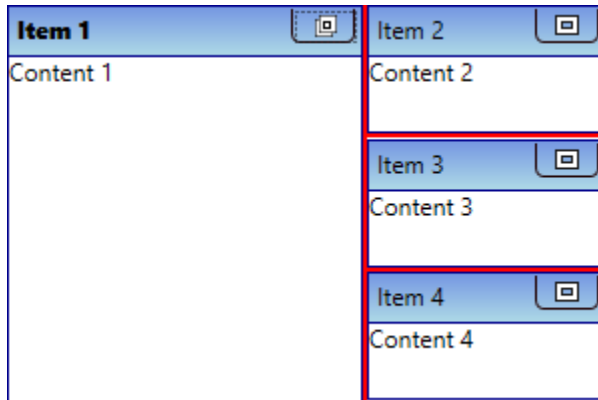 Item 1
Content 1
Item 2
Content 2
Item 3
Content 3
Item 4
Content 4